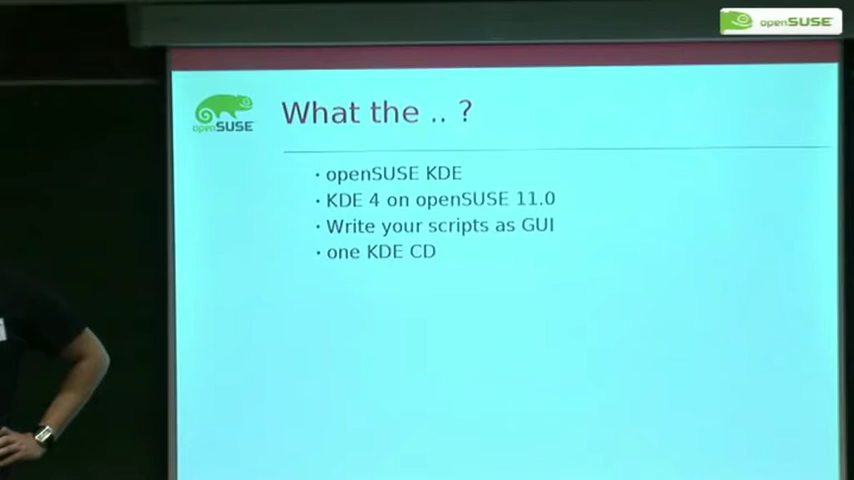 openSUSE
openSUSE
What the .. ?
· openSUSE KDE
· KDE 4 on openSUSE 11.0
· Write your scripts as GUI
· one KDE CD